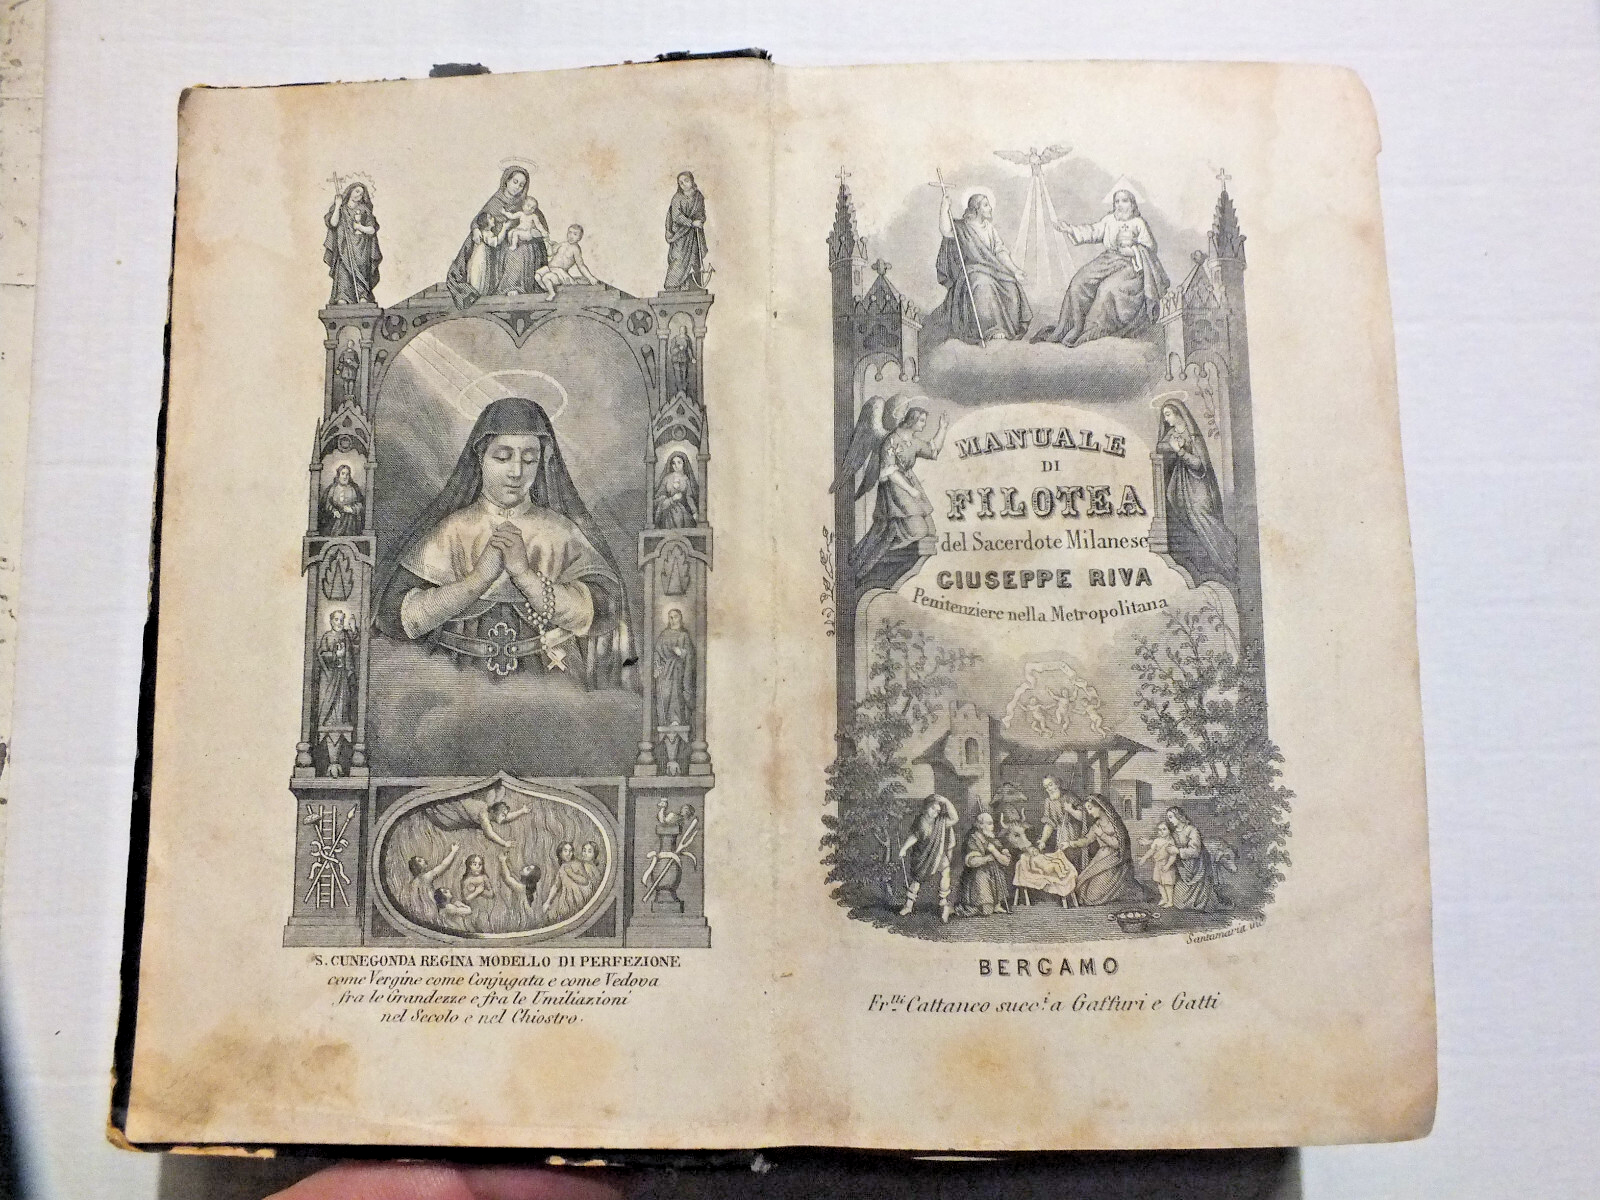 S. CUNEGONDA REGINA MODELLO DI PERFEZIONE
come Vergine come Conjugata e come Vedova
fra le Grandezze e fra le Umiliazioni
nel Secolo e nel Chiostro.
MANUALE
DI
FILOTEA
del Sacerdote Milanese
GIUSEPPE RIVA
Penitenziere nella Metropolitana
Santamaria inc
BERGAMO
Fr.lli Cattaneo succ.i a Gaffuri e Gatti